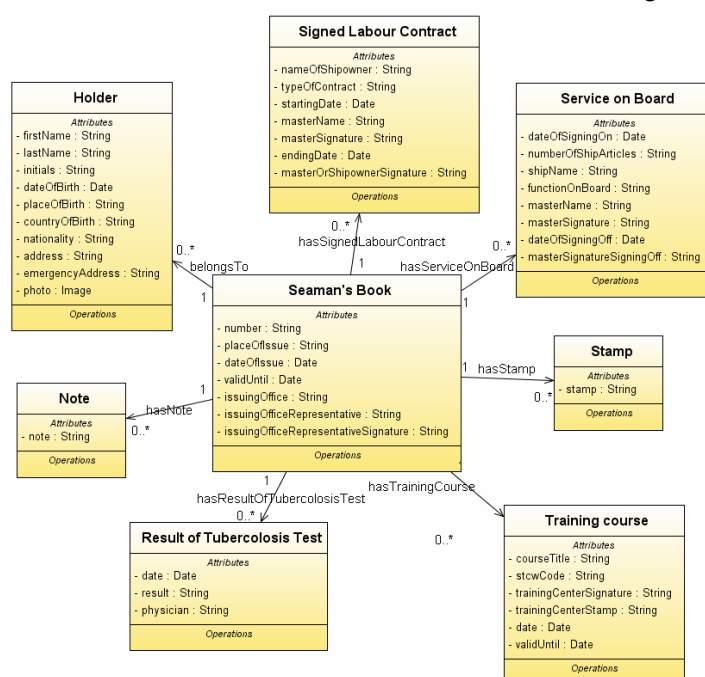 Signed Labour Contract
Attributes
- nameOfShipowner : String
- typeOfContract : String
- startingDate : Date
- masterName : String
- masterSignature : String
- endingDate : Date
- masterOrShipownerSignature : String
Operations
Holder
Attributes
- firstName : String
- lastName : String
- initials : String
- dateOfBirth : Date
- placeOfBirth : String
- countryOfBirth : String
- nationality : String
- address : String
- emergencyAddress : String
- photo : Image
Operations
Service on Board
Attributes
- dateOfSigningOn : Date
- numberOfShipArticles : String
- shipName : String
- functionOnBoard : String
- masterName : String
- masterSignature : String
- dateOfSigningOff : Date
- masterSignatureSigningOff : String
Operations
0..*
hasSignedLabourContract
1
0..*
belongsTo
1
0..*
hasServiceOnBoard
1
Seaman's Book
Attributes
- number : String
- placeOfIssue : String
- dateOfIssue : Date
- validUntil : Date
- issuingOffice : String
- issuingOfficeRepresentative : String
- issuingOfficeRepresentativeSignature : String
Operations
1
hasStamp
0..*
Stamp
Attributes
- stamp : String
Operations
Note
Attributes
- note : String
Operations
1
hasNote
0..*
1
hasResultOfTubercolosisTest
0..*
1
hasTrainingCourse
0..*
Result of Tubercolosis Test
Attributes
- date : Date
- result : String
- physician : String
Operations
Training course
Attributes
- courseTitle : String
- stcwCode : String
- trainingCenterSignature : String
- trainingCenterStamp : String
- date : Date
- validUntil : Date
Operations